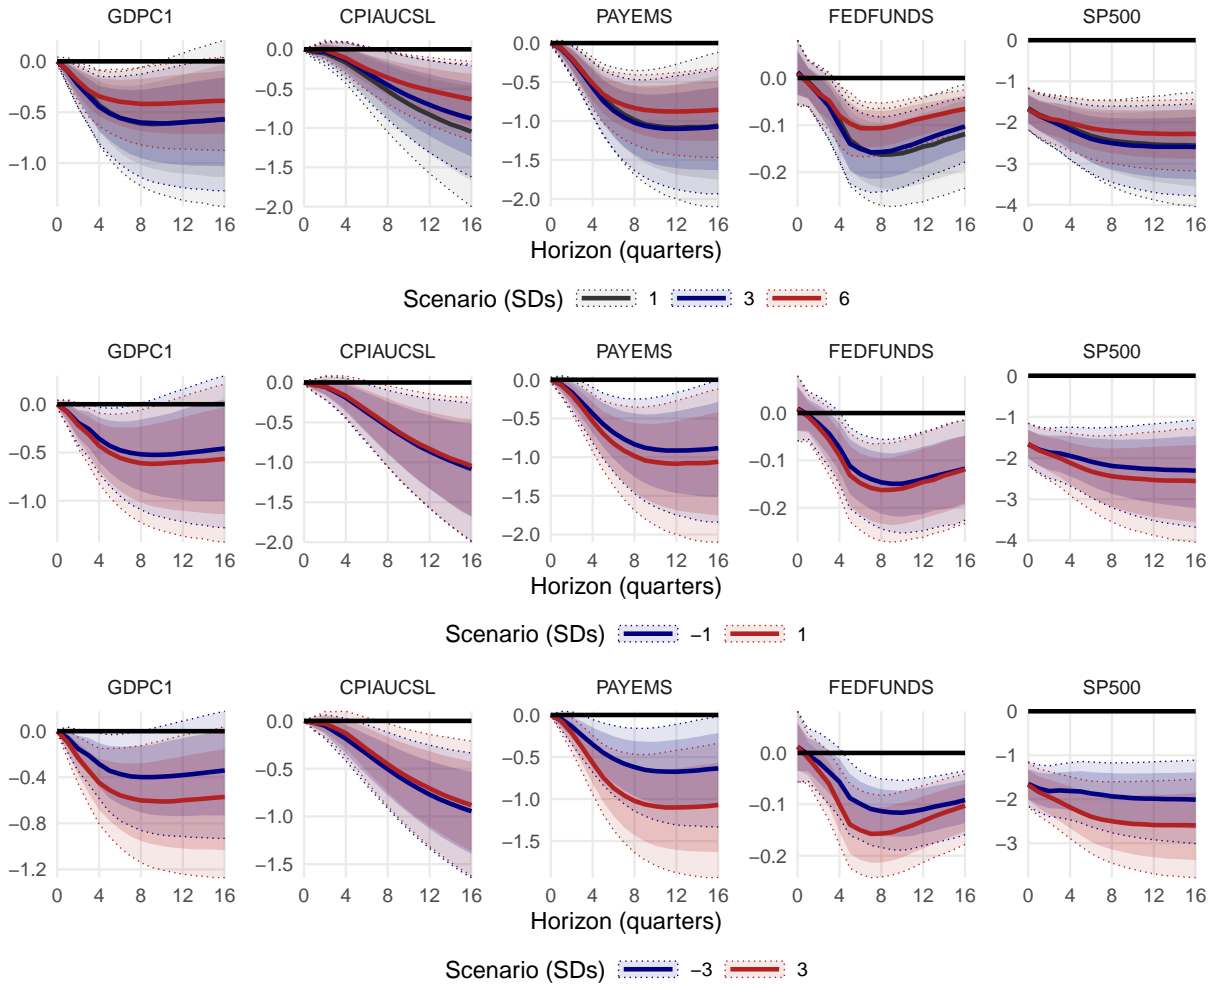 GDPC1 CPIAUCSL PAYEMS FEDFUNDS SP500
0.0 −0.5 −1.0
0.0 −0.5 −1.0 −1.5 −2.0
0.0 −0.5 −1.0 −1.5 −2.0
0.0 −0.1 −0.2
0 −1 −2 −3 −4
0 4 8 12 16 0 4 8 12 16 0 4 8 12 16 0 4 8 12 16 0 4 8 12 16
Horizon (quarters)
Scenario (SDs) 1 3 6
GDPC1 CPIAUCSL PAYEMS FEDFUNDS SP500
0.0 −0.5 −1.0
0.0 −0.5 −1.0 −1.5 −2.0
0.0 −0.5 −1.0 −1.5 −2.0
0.0 −0.1 −0.2
0 −1 −2 −3 −4
0 4 8 12 16 0 4 8 12 16 0 4 8 12 16 0 4 8 12 16 0 4 8 12 16
Horizon (quarters)
Scenario (SDs) −1 1
GDPC1 CPIAUCSL PAYEMS FEDFUNDS SP500
0.0 −0.4 −0.8 −1.2
0.0 −0.5 −1.0 −1.5
0.0 −0.5 −1.0 −1.5
0.0 −0.1 −0.2
0 −1 −2 −3
0 4 8 12 16 0 4 8 12 16 0 4 8 12 16 0 4 8 12 16 0 4 8 12 16
Horizon (quarters)
Scenario (SDs) −3 3